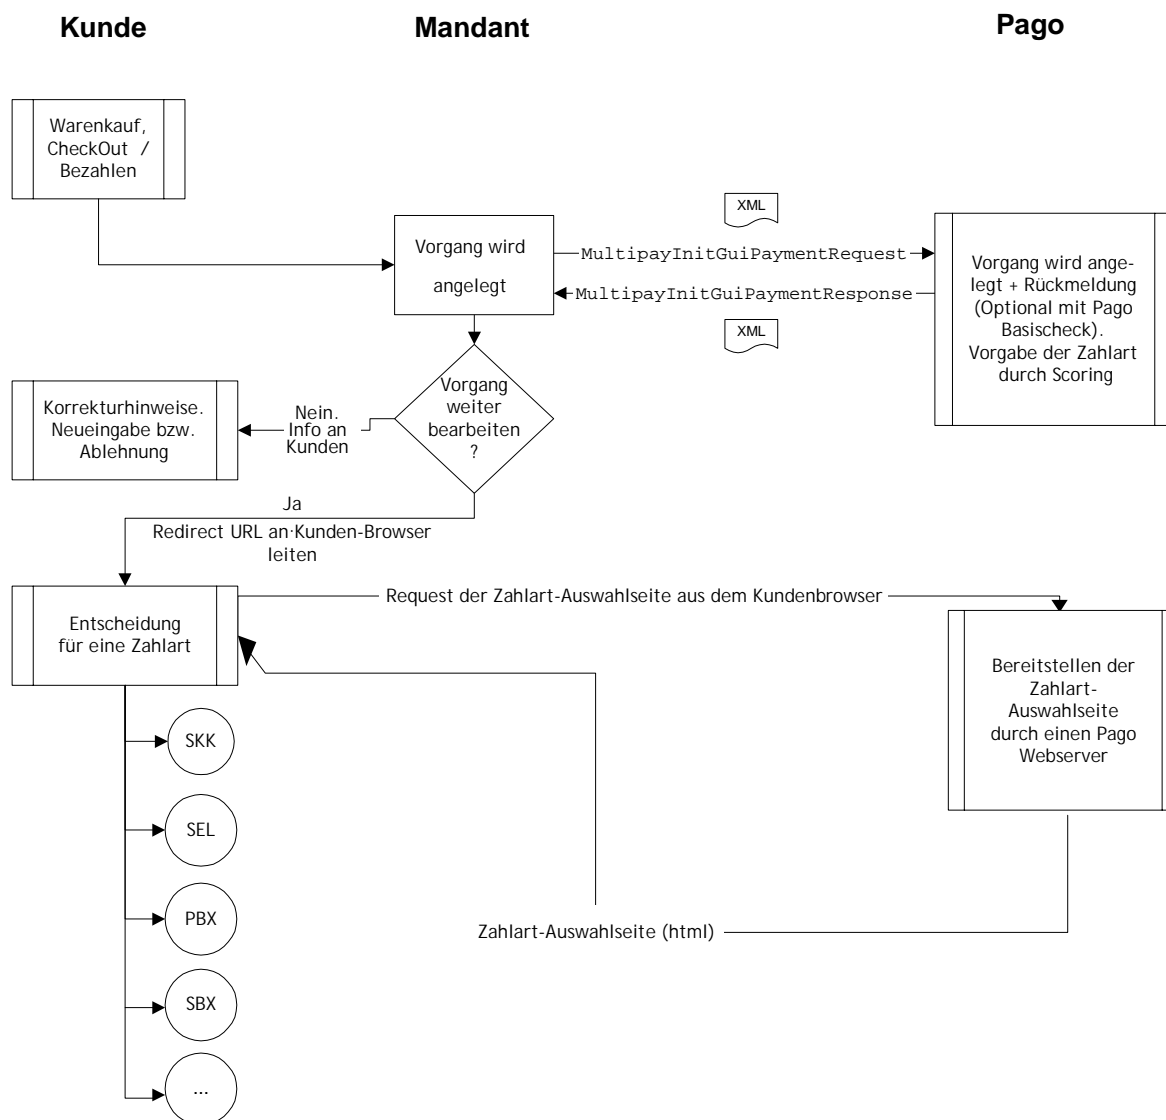 Kunde
Mandant
Pago
Warenkauf,
CheckOut /
Bezahlen
XML
Vorgang wird
angelegt
MultipayInitGuiPaymentRequest
MultipayInitGuiPaymentResponse
XML
Vorgang wird ange-
legt + Rückmeldung
(Optional mit Pago
Basischeck).
Vorgabe der Zahlart
durch Scoring
Vorgang
weiter
bearbeiten
?
Nein.
Info an
Kunden
Korrekturhinweise.
Neueingabe bzw.
Ablehnung
Ja
Redirect URL an·Kunden-Browser
leiten
Entscheidung
für eine Zahlart
Request der Zahlart-Auswahlseite aus dem Kundenbrowser
Bereitstellen der
Zahlart-
Auswahlseite
durch einen Pago
Webserver
SKK
SEL
PBX
Zahlart-Auswahlseite (html)
SBX
...